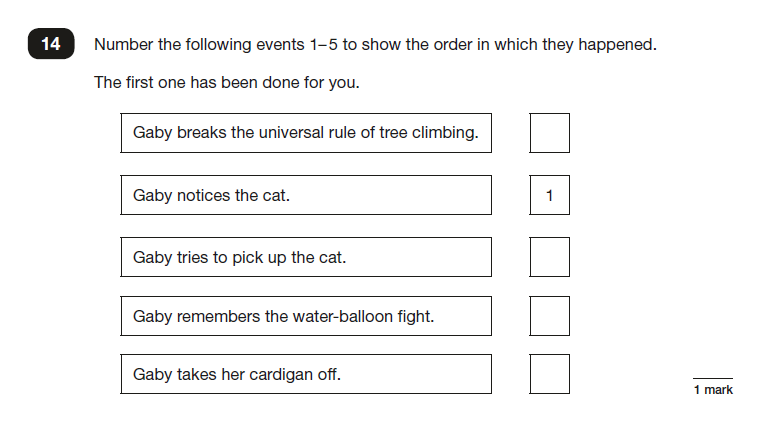 14 Number the following events 1–5 to show the order in which they happened.
The first one has been done for you.
Gaby breaks the universal rule of tree climbing.
Gaby notices the cat. 1
Gaby tries to pick up the cat.
Gaby remembers the water-balloon fight.
Gaby takes her cardigan off.
1 mark